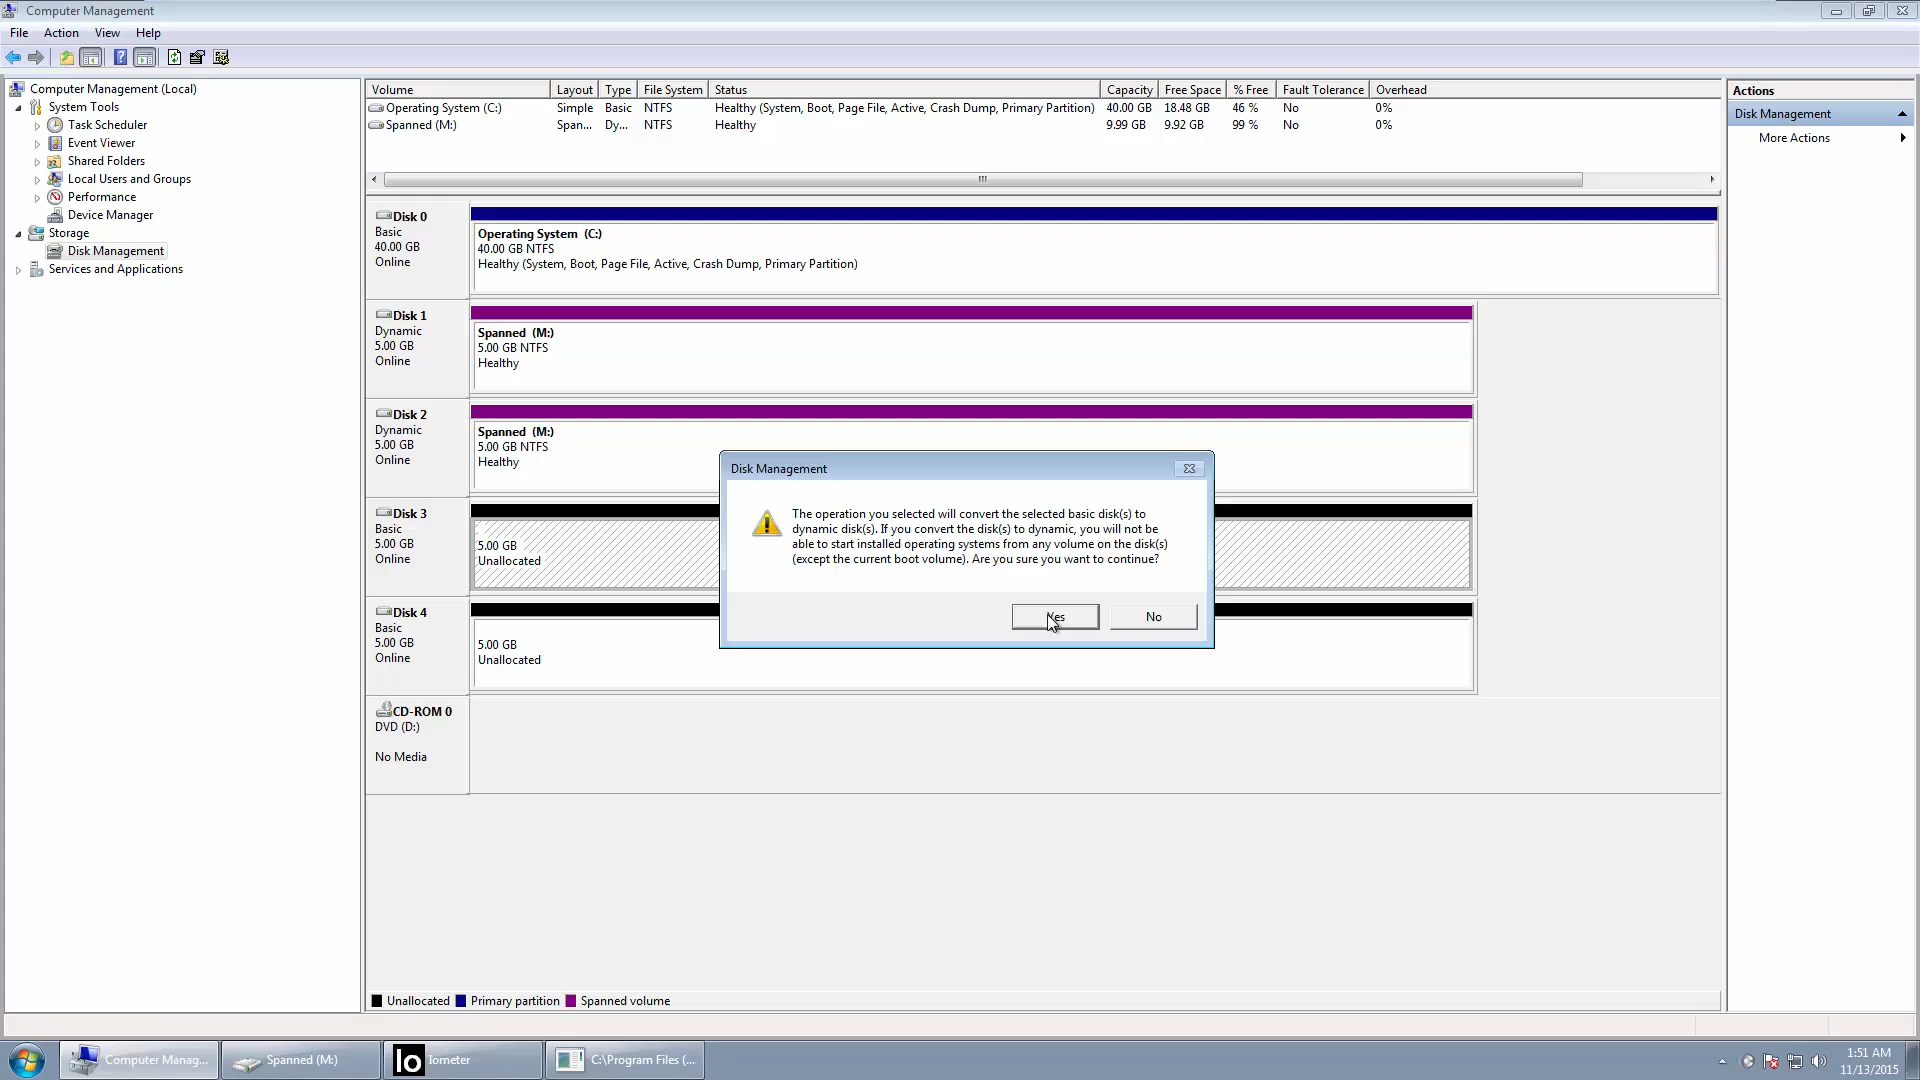 Computer Management
File Action View Help
Computer Management (Local)
System Tools
Task Scheduler
Event Viewer
Shared Folders
Local Users and Groups
Performance
Device Manager
Storage
Disk Management
Services and Applications
Volume Layout Type File System Status Capacity Free Space % Free Fault Tolerance Overhead
Operating System (C:) Simple Basic NTFS Healthy (System, Boot, Page File, Active, Crash Dump, Primary Partition) 40.00 GB 18.48 GB 46 % No 0%
Spanned (M:) Span... Dy... NTFS Healthy 9.99 GB 9.92 GB 99 % No 0%
Disk 0
Basic
40.00 GB
Online
Operating System (C:)
40.00 GB NTFS
Healthy (System, Boot, Page File, Active, Crash Dump, Primary Partition)
Disk 1
Dynamic
5.00 GB
Online
Spanned (M:)
5.00 GB NTFS
Healthy
Disk 2
Dynamic
5.00 GB
Online
Spanned (M:)
5.00 GB NTFS
Healthy
Disk 3
Basic
5.00 GB
Online
5.00 GB
Unallocated
Disk 4
Basic
5.00 GB
Online
5.00 GB
Unallocated
CD-ROM 0
DVD (D:)
No Media
Disk Management
The operation you selected will convert the selected basic disk(s) to
dynamic disk(s). If you convert the disk(s) to dynamic, you will not be
able to start installed operating systems from any volume on the disk(s)
(except the current boot volume). Are you sure you want to continue?
Yes No
Unallocated Primary partition Spanned volume
Actions
Disk Management
More Actions
Computer Manag... Spanned (M:) Io Iometer C:\Program Files (...
1:51 AM
11/13/2015